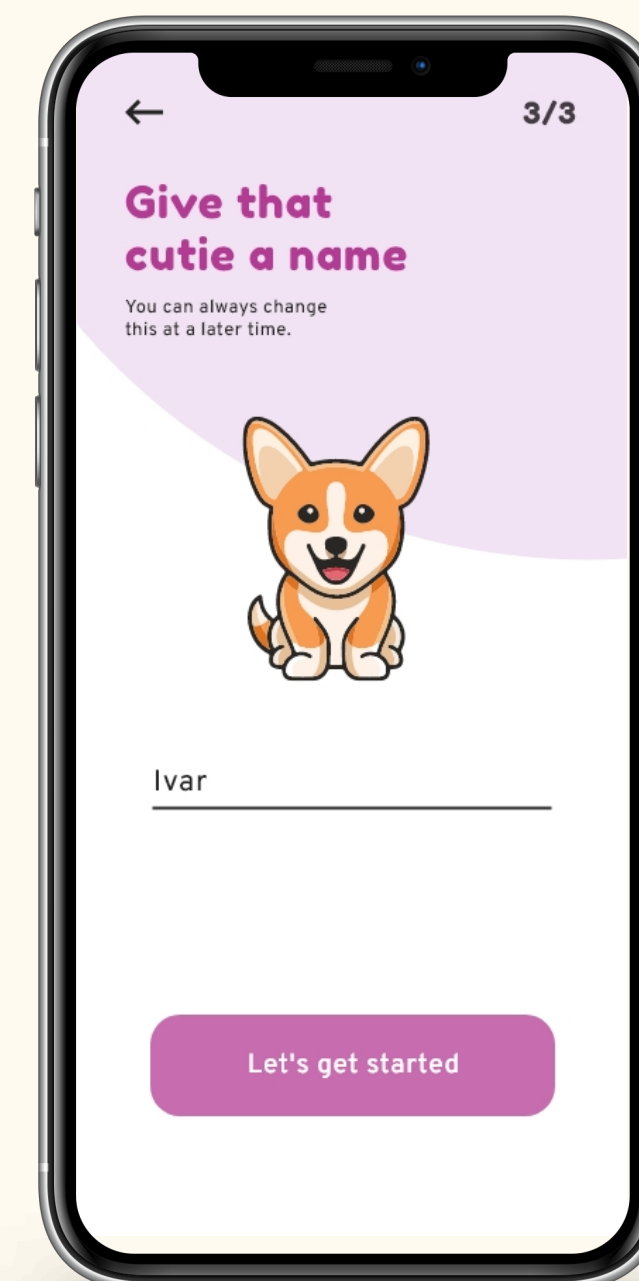 3/3
Give that
cutie a name
You can always change
this at a later time.
Ivar
Let's get started